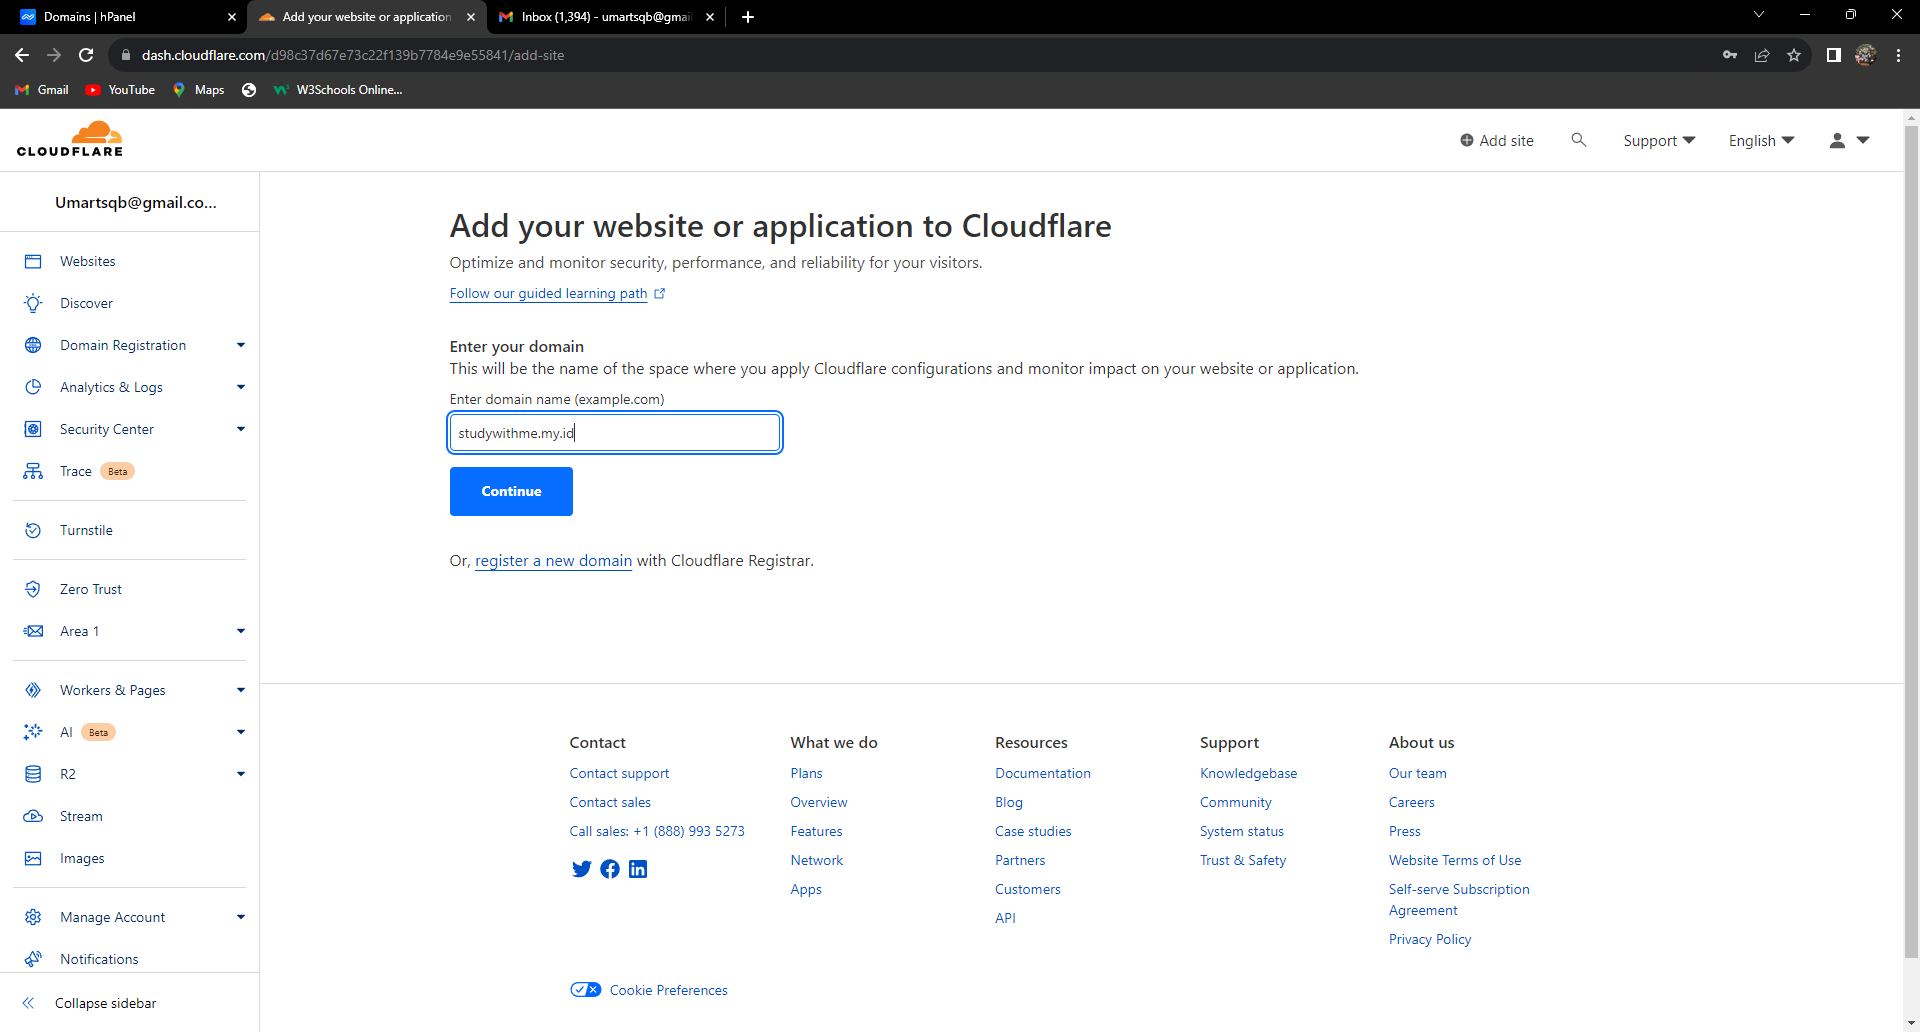 Domains | hPanel
Add your website or application
Inbox (1,394) - umartsqb@gmai
dash.cloudflare.com/d98c37d67e73c22f139b7784e9e55841/add-site
Gmail
YouTube
Maps
W3Schools Online...
CLOUDFLARE
Add site
Support
English
Umartsqb@gmail.co...
Websites
Discover
Domain Registration
Analytics & Logs
Security Center
Trace Beta
Turnstile
Zero Trust
Area 1
Workers & Pages
AI Beta
R2
Stream
Images
Manage Account
Notifications
Collapse sidebar
Add your website or application to Cloudflare
Optimize and monitor security, performance, and reliability for your visitors.
Follow our guided learning path
Enter your domain
This will be the name of the space where you apply Cloudflare configurations and monitor impact on your website or application.
Enter domain name (example.com)
studywithme.my.id
Continue
Or, register a new domain with Cloudflare Registrar.
Contact
Contact support
Contact sales
Call sales: +1 (888) 993 5273
What we do
Plans
Overview
Features
Network
Apps
Resources
Documentation
Blog
Case studies
Partners
Customers
API
Support
Knowledgebase
Community
System status
Trust & Safety
About us
Our team
Careers
Press
Website Terms of Use
Self-serve Subscription
Agreement
Privacy Policy
Cookie Preferences